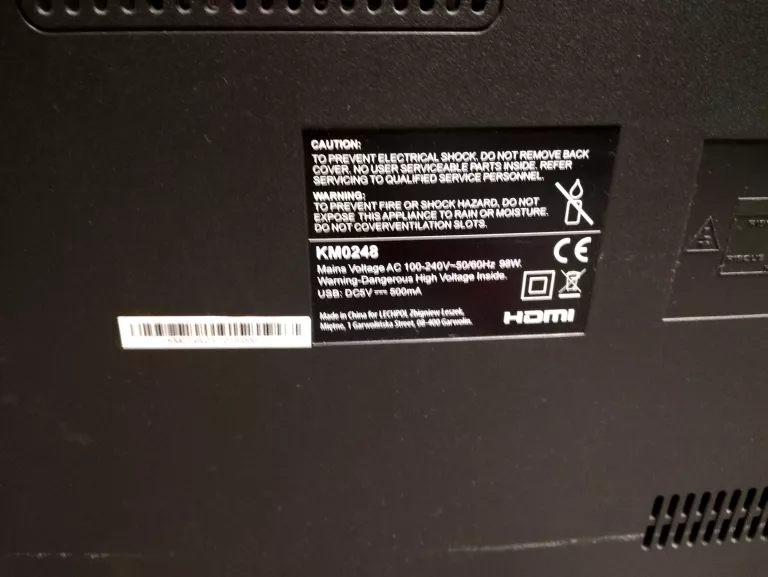 CAUTION:
TO PREVENT ELECTRICAL SHOCK, DO NOT REMOVE BACK
COVER. NO USER SERVICEABLE PARTS INSIDE. REFER
SERVICING TO QUALIFIED SERVICE PERSONNEL.
WARNING:
TO PREVENT FIRE OR SHOCK HAZARD, DO NOT
EXPOSE THIS APPLIANCE TO RAIN OR MOISTURE.
DO NOT COVERVENTILATION SLOTS.
KM0248
CE
Mains Voltage AC 100-240V~50/60Hz 98W.
Warning-Dangerous High Voltage Inside.
USB: DC5V ⎓ 500mA
Made in China for LECHPOL Zbigniew Leszek,
Miętne, 1 Garwolińska Street, 08-400 Garwolin.
HDMI